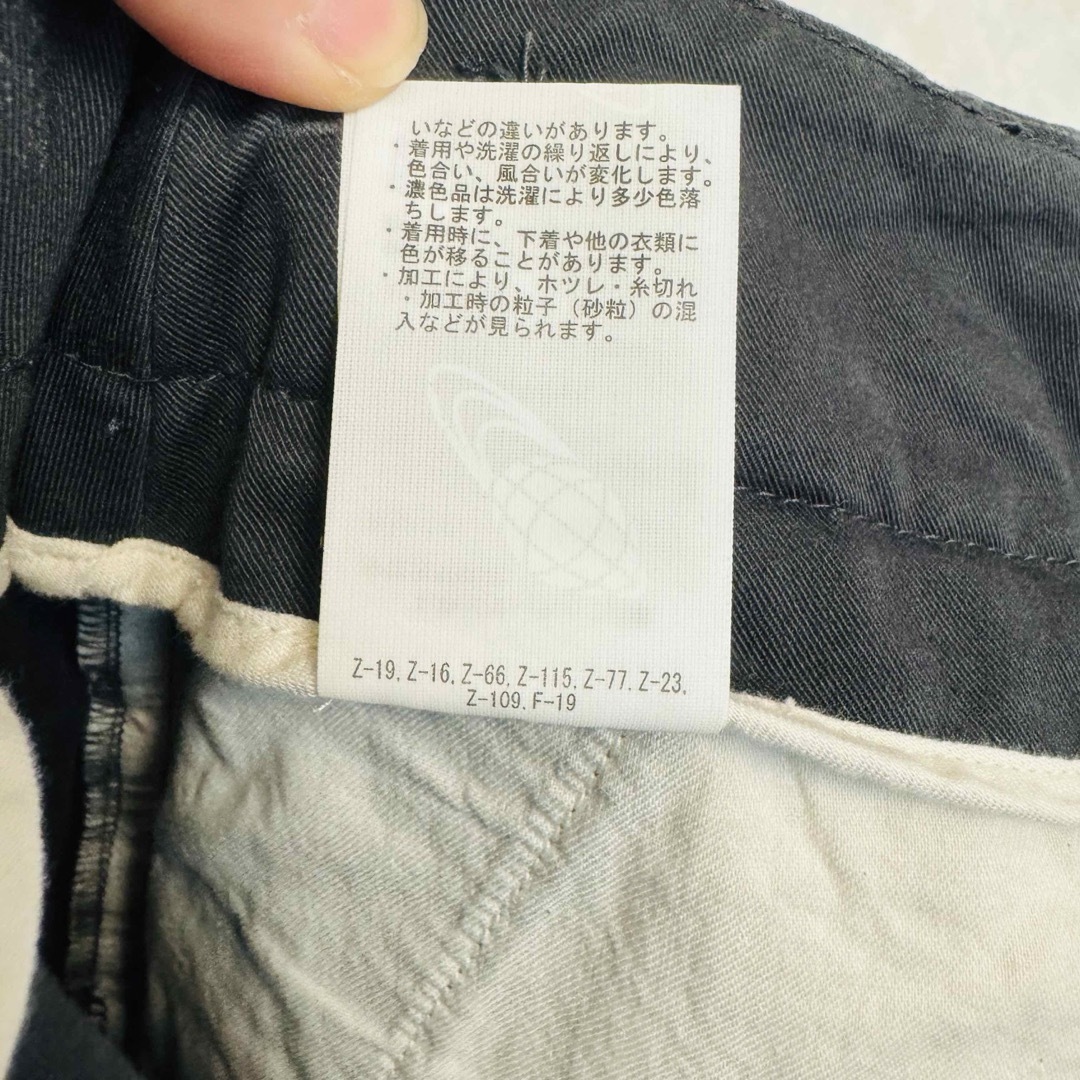 いなどの違いがあります。
・着用や洗濯の繰り返しにより、
色合い、風合いが変化します。
・濃色品は洗濯により多少色落
ちします。
・着用時に、下着や他の衣類に
色が移ることがあります。
・加工により、ホツレ・糸切れ
・加工時の粒子（砂粒）の混
入などが見られます。
Z-19. Z-16. Z-66. Z-115. Z-77. Z-23.
Z-109. F-19